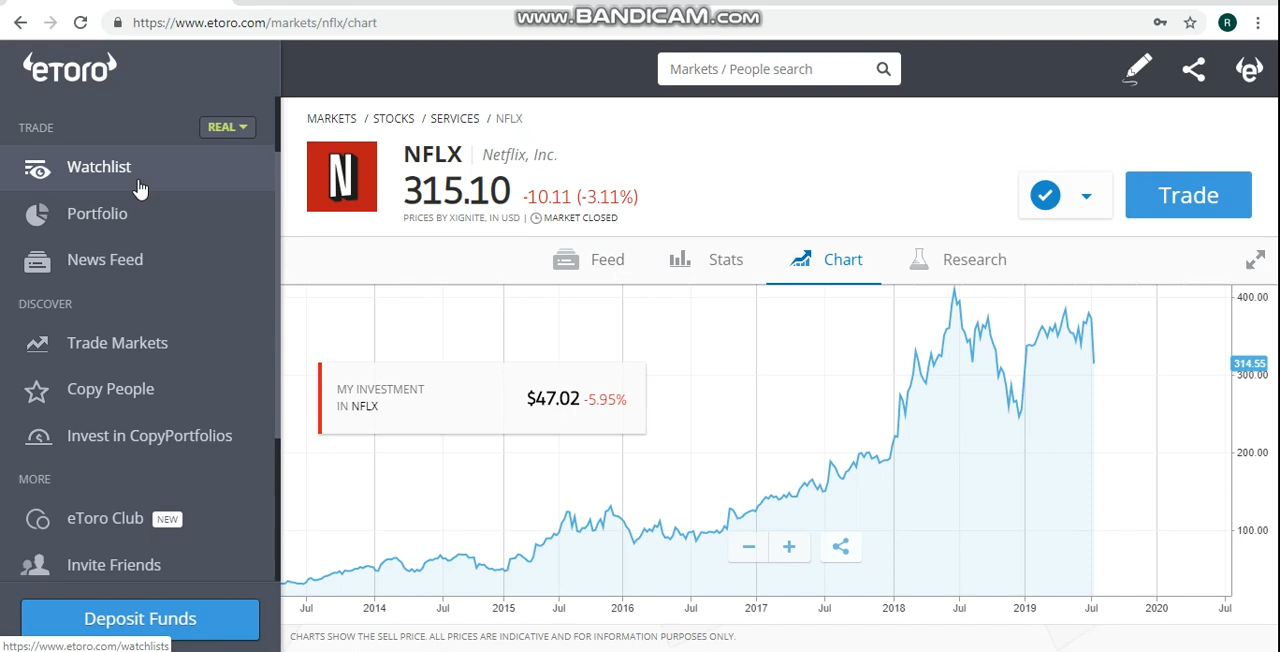 https://www.etoro.com/markets/nflx/chart
www.BANDICAM.com
R
eTORO
Markets / People search
e
TRADE
REAL
Watchlist
Portfolio
News Feed
DISCOVER
Trade Markets
Copy People
Invest in CopyPortfolios
MORE
eToro Club NEW
Invite Friends
Deposit Funds
https://www.etoro.com/watchlists
MARKETS / STOCKS / SERVICES / NFLX
N
NFLX Netflix, Inc.
315.10 -10.11 (-3.11%)
PRICES BY XIGNITE, IN USD | MARKET CLOSED
Trade
Feed Stats Chart Research
MY INVESTMENT
IN NFLX
$47.02 -5.95%
400.00
314.55
300.00
200.00
100.00
Jul 2014 Jul 2015 Jul 2016 Jul 2017 Jul 2018 Jul 2019 Jul 2020 Jul
CHARTS SHOW THE SELL PRICE. ALL PRICES ARE INDICATIVE AND FOR INFORMATION PURPOSES ONLY.